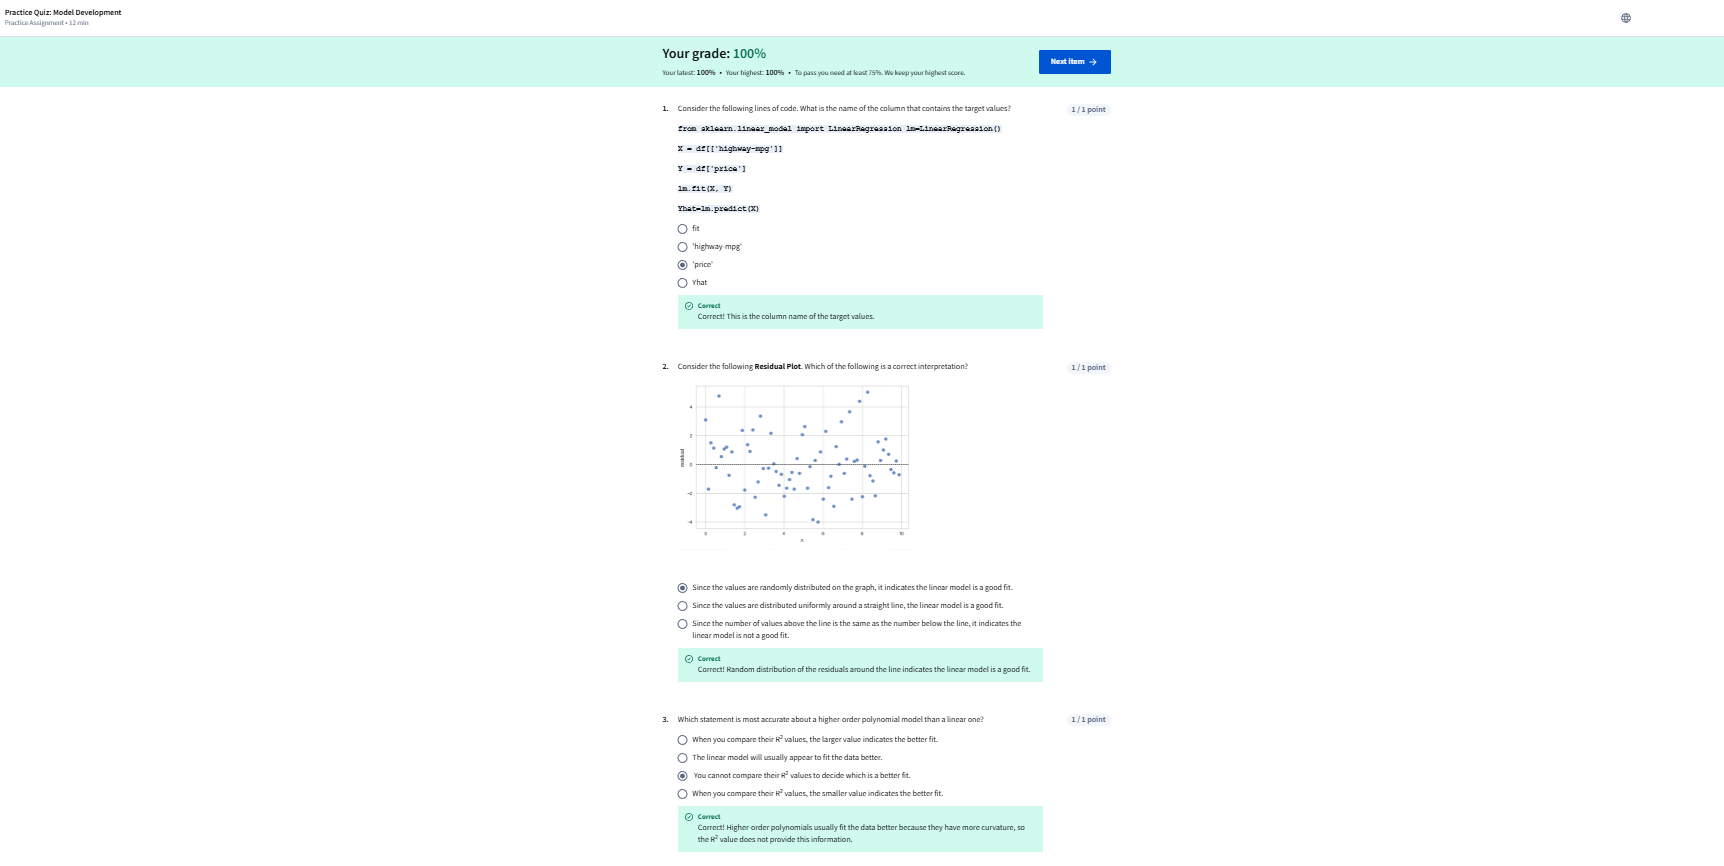 Practice Quiz: Model Development
Practice Assignment • 12 min
Your grade: 100%
Your latest: 100% • Your highest: 100% • To pass you need at least 75%. We keep your highest score.
Next item →
1. Consider the following lines of code. What is the name of the column that contains the target values?
1 / 1 point
from sklearn.linear_model import LinearRegression lm=LinearRegression()
X = df[['highway-mpg']]
Y = df['price']
lm.fit(X, Y)
Yhat=lm.predict(X)
fit
'highway-mpg'
'price'
Yhat
Correct
Correct! This is the column name of the target values.
2. Consider the following Residual Plot. Which of the following is a correct interpretation?
1 / 1 point
4
2
0
−2
−4
residual
0 2 4 6 8 10
x
Since the values are randomly distributed on the graph, it indicates the linear model is a good fit.
Since the values are distributed uniformly around a straight line, the linear model is a good fit.
Since the number of values above the line is the same as the number below the line, it indicates the
linear model is not a good fit.
Correct
Correct! Random distribution of the residuals around the line indicates the linear model is a good fit.
3. Which statement is most accurate about a higher-order polynomial model than a linear one?
1 / 1 point
When you compare their R² values, the larger value indicates the better fit.
The linear model will usually appear to fit the data better.
You cannot compare their R² values to decide which is a better fit.
When you compare their R² values, the smaller value indicates the better fit.
Correct
Correct! Higher-order polynomials usually fit the data better because they have more curvature, so
the R² value does not provide this information.